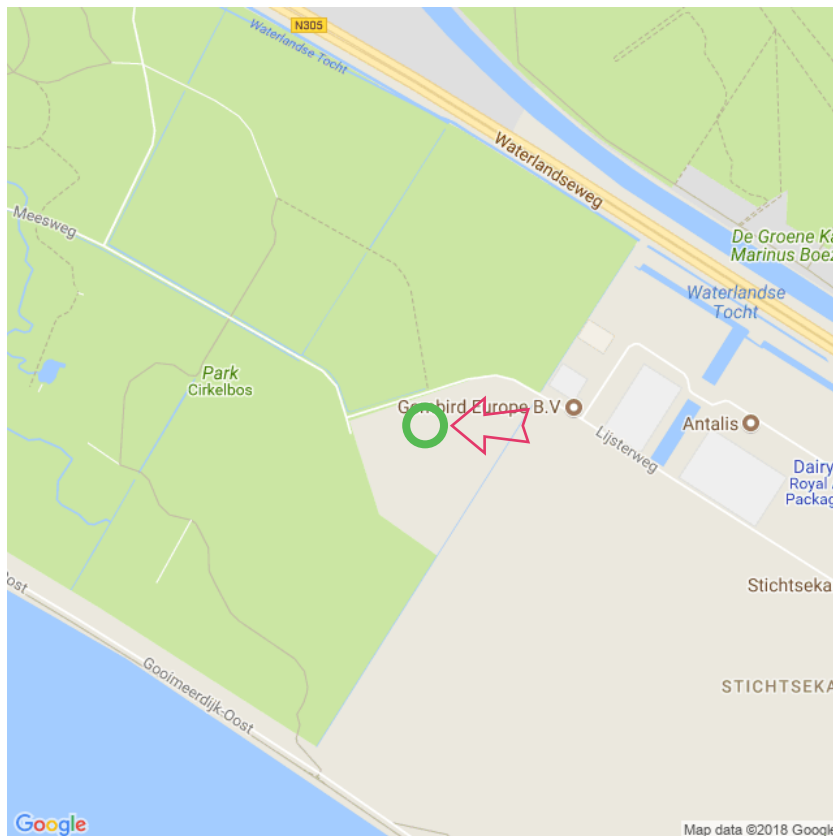 N305
Waterlandse Tocht
Waterlandseweg
Meesweg
De Groene Ka
Marinus Boez
Waterlandse
Tocht
Park
Cirkelbos
Europe B.V
Antalis
Lijsterweg
Dairy
Royal
Packag
Stichtseka
STICHTSEKA
Oost
Gooimeerdijk-Oost
Google
Map data ©2018 Google